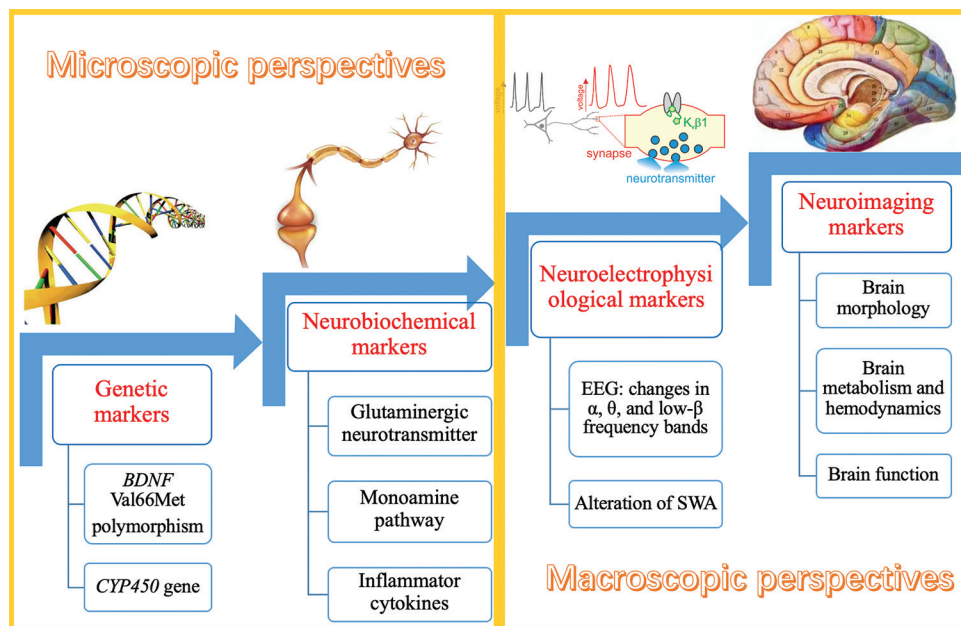 Microscopic perspectives
Genetic
markers
BDNF
Val66Met
polymorphism
CYP450 gene
Neurobiochemical
markers
Glutaminergic
neurotransmitter
Monoamine
pathway
Inflammator
cytokines
voltage
voltage
Kvβ1
synapse
neurotransmitter
Neuroelectrophysi
ological markers
EEG: changes in
α, θ, and low-β
frequency bands
Alteration of SWA
Neuroimaging
markers
Brain
morphology
Brain
metabolism and
hemodynamics
Brain function
Macroscopic perspectives